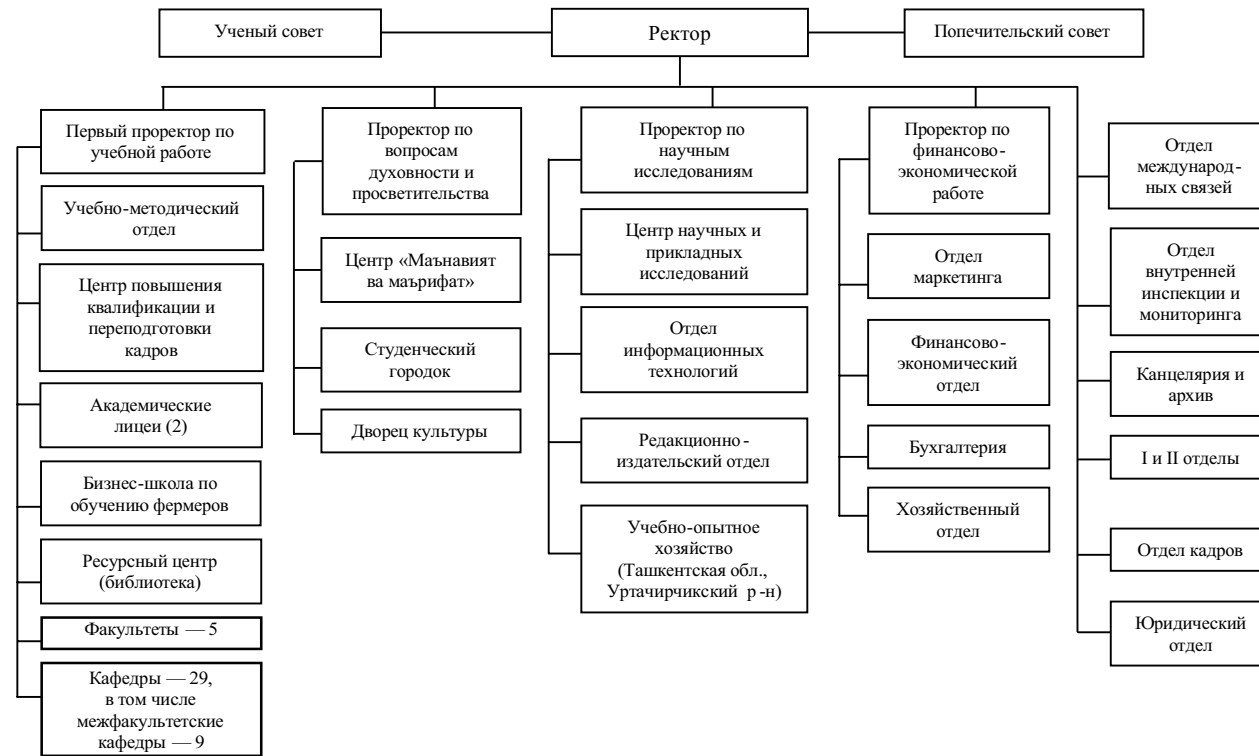 Ученый совет
Ректор
Попечительский совет
Первый проректор по
учебной работе
Учебно-методический
отдел
Центр повышения
квалификации и
переподготовки
кадров
Академические
лицеи (2)
Бизнес-школа по
обучению фермеров
Ресурсный центр
(библиотека)
Факультеты — 5
Кафедры — 29,
в том числе
межфакультетские
кафедры — 9
Проректор по
вопросам
духовности и
просветительства
Центр «Маънавият
ва маърифат»
Студенческий
городок
Дворец культуры
Проректор по
научным
исследованиям
Центр научных и
прикладных
исследований
Отдел
информационных
технологий
Редакционно-
издательский отдел
Учебно-опытное
хозяйство
(Ташкентская обл.,
Уртачирчикский р-н)
Проректор по
финансово-
экономической
работе
Отдел
маркетинга
Финансово-
экономический
отдел
Бухгалтерия
Хозяйственный
отдел
Отдел
международ-
ных связей
Отдел
внутренней
инспекции и
мониторинга
Канцелярия и
архив
I и II отделы
Отдел кадров
Юридический
отдел